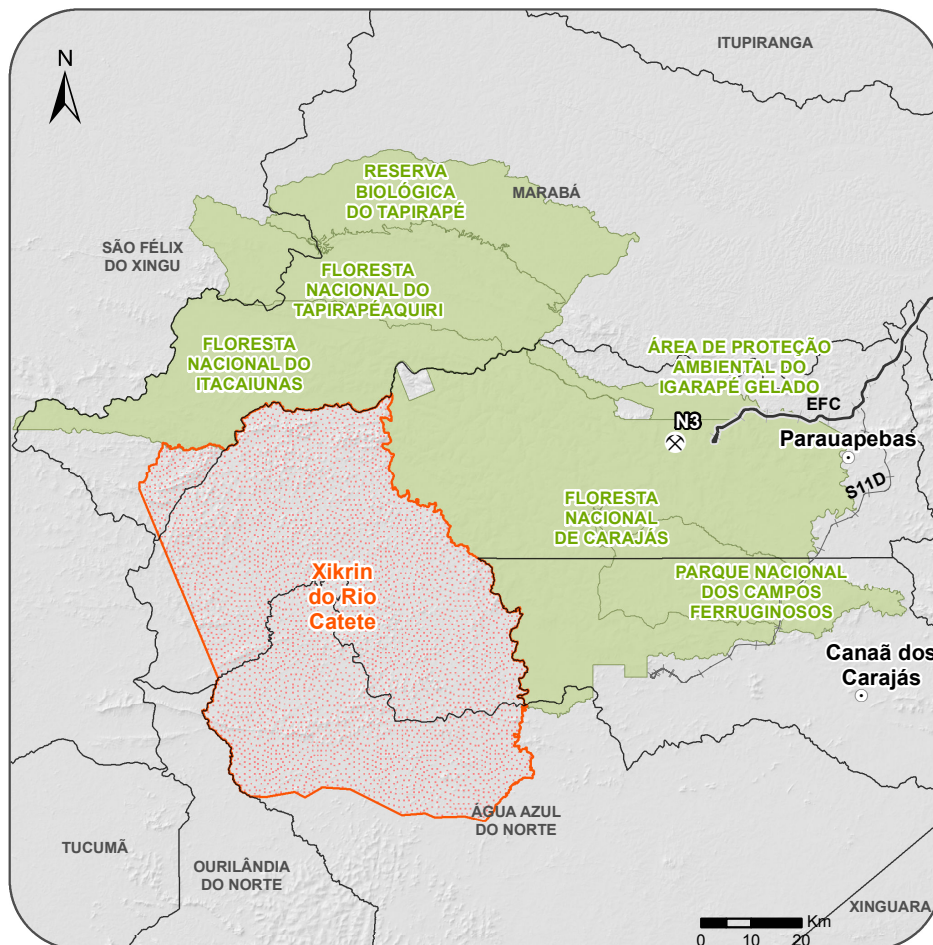 ITUPIRANGA
N
RESERVA
BIOLÓGICA
DO TAPIRAPÉ
MARABÁ
SÃO FÉLIX
DO XINGU
FLORESTA
NACIONAL DO
TAPIRAPÉAQUIRI
FLORESTA
NACIONAL DO
ITACAIUNAS
ÁREA DE PROTEÇÃO
AMBIENTAL DO
IGARAPÉ GELADO
EFC
N3
Parauapebas
S11D
FLORESTA
NACIONAL
DE CARAJÁS
Xikrin
do Rio
Catete
PARQUE NACIONAL
DOS CAMPOS
FERRUGINOSOS
Canaã dos
Carajás
ÁGUA AZUL
DO NORTE
TUCUMÃ
OURILÂNDIA
DO NORTE
XINGUARA
Km
0 10 20